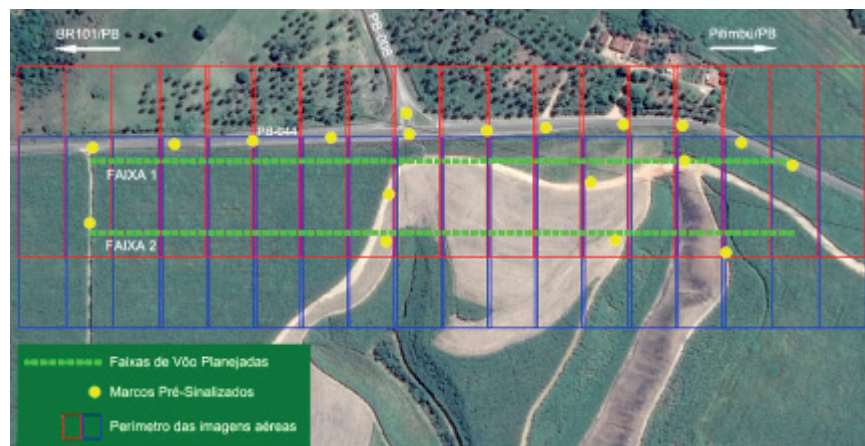 BR101/PB
PB-008
Pitimbú/PB
PB-044
FAIXA 1
FAIXA 2
Faixas de Vôo Planejadas
Marcos Pré-Sinalizados
Perímetro das imagens aéreas